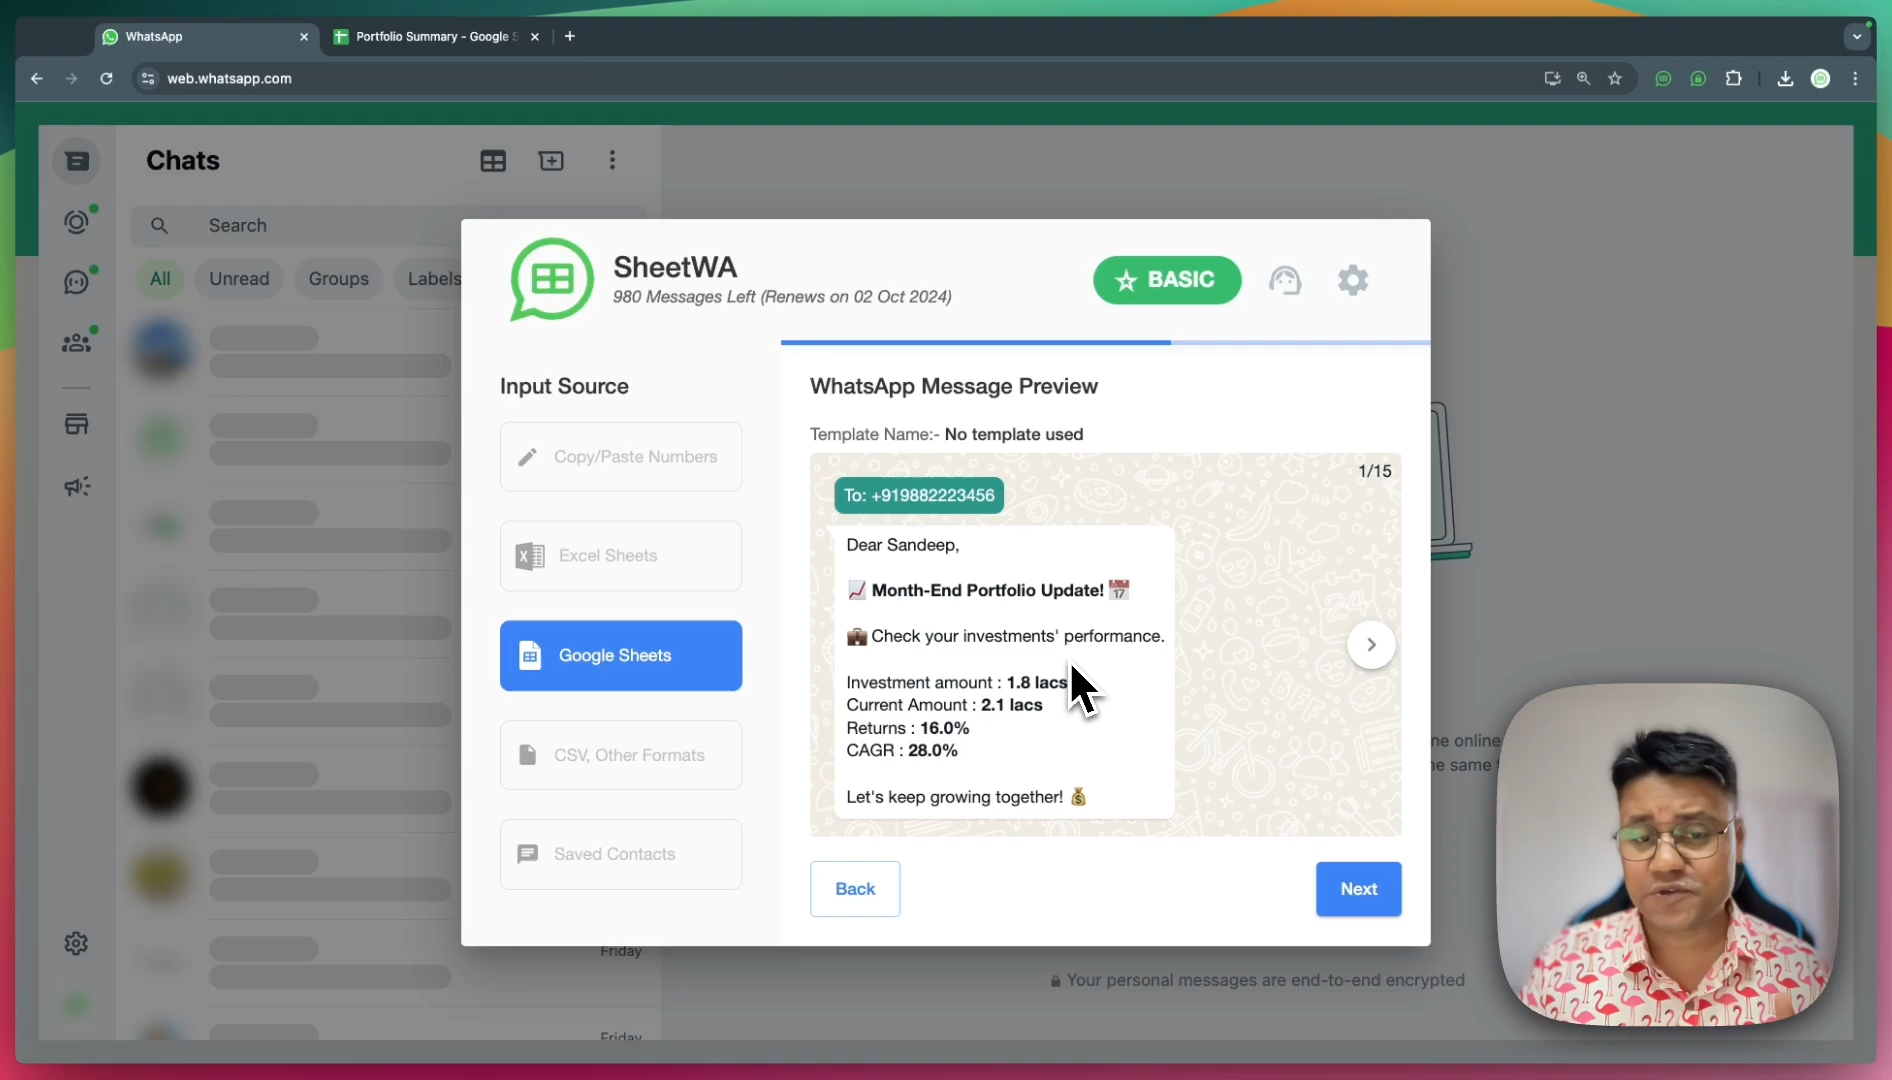 WhatsApp
Portfolio Summary - Google
web.whatsapp.com
Chats
Search
All
Unread
Groups
Labels
SheetWA
980 Messages Left (Renews on 02 Oct 2024)
BASIC
Input Source
Copy/Paste Numbers
Excel Sheets
Google Sheets
CSV, Other Formats
Saved Contacts
WhatsApp Message Preview
Template Name:- No template used
1/15
To: +919882223456
Dear Sandeep,
📈 Month-End Portfolio Update! 📅
💼 Check your investments' performance.
Investment amount : 1.8 lacs
Current Amount : 2.1 lacs
Returns : 16.0%
CAGR : 28.0%
Let's keep growing together! 💰
Back
Next
ne online
e same
Friday
Your personal messages are end-to-end encrypted
Friday